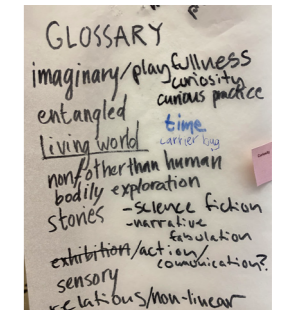 GLOSSARY
imaginary/playfullness
curiosity
curious practice
entangled
time
carrier bag
living world
non/other than human
bodily exploration
stories
-science fiction
-narrative
fabulation
exhibition/action/
communication?
sensory
relations/non-linear